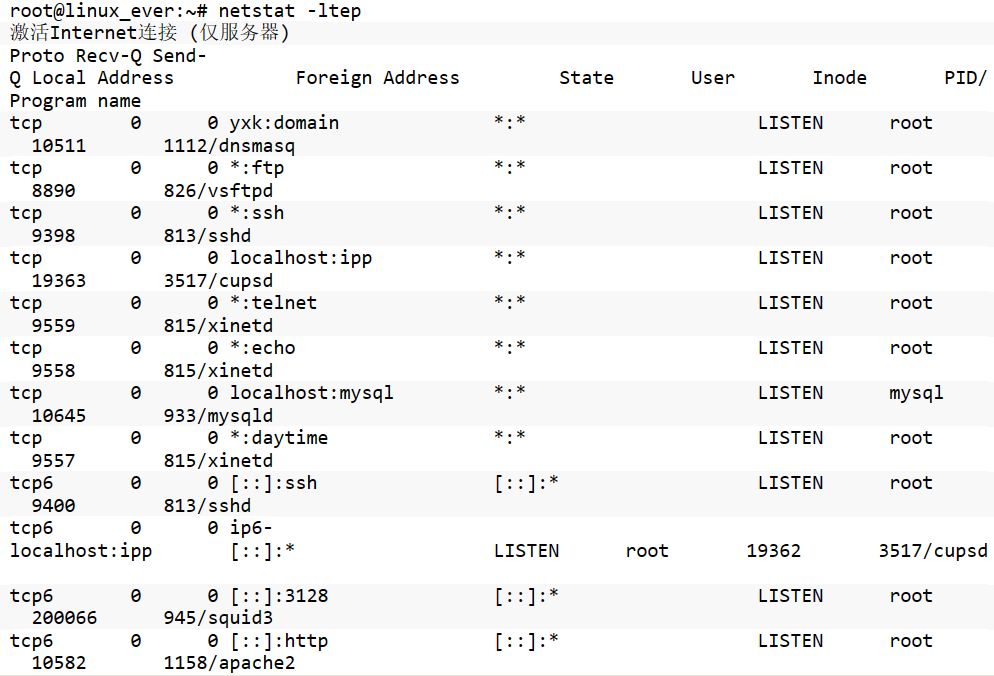 root@linux_ever:~# netstat -ltep
激活Internet连接 (仅服务器)
Proto Recv-Q Send-
Q Local Address           Foreign Address         State       User       Inode       PID/
Program name
tcp        0      0 yxk:domain              *:*                     LISTEN      root
  10511       1112/dnsmasq
tcp        0      0 *:ftp                   *:*                     LISTEN      root
  8890        826/vsftpd
tcp        0      0 *:ssh                   *:*                     LISTEN      root
  9398        813/sshd
tcp        0      0 localhost:ipp           *:*                     LISTEN      root
  19363       3517/cupsd
tcp        0      0 *:telnet                *:*                     LISTEN      root
  9559        815/xinetd
tcp        0      0 *:echo                  *:*                     LISTEN      root
  9558        815/xinetd
tcp        0      0 localhost:mysql         *:*                     LISTEN      mysql
  10645       933/mysqld
tcp        0      0 *:daytime               *:*                     LISTEN      root
  9557        815/xinetd
tcp6       0      0 [::]:ssh                [::]:*                  LISTEN      root
  9400        813/sshd
tcp6       0      0 ip6-
localhost:ipp       [::]:*                  LISTEN      root       19362       3517/cupsd
tcp6       0      0 [::]:3128               [::]:*                  LISTEN      root
  200066      945/squid3
tcp6       0      0 [::]:http               [::]:*                  LISTEN      root
  10582       1158/apache2